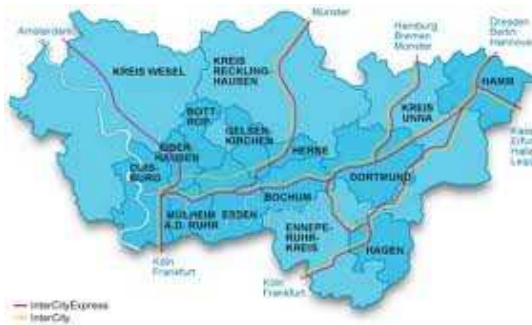 Amsterdam
Münster
Hamburg
Bremen
Münster
Dresden
Berlin
Hannover
KREIS WESEL
KREIS
RECKLING-
HAUSEN
HAMM
BOTT
ROP
GELSEN-
KIRCHEN
KREIS
UNNA
OBER
HAUSEN
HERNE
DUIS-
BURG
DORTMUND
BOCHUM
MÜLHEIM
A.D. RUHR
ESSEN
ENNEPE-
RUHR-
KREIS
HAGEN
Köln
Frankfurt
Köln
Frankfurt
InterCityExpress
InterCity